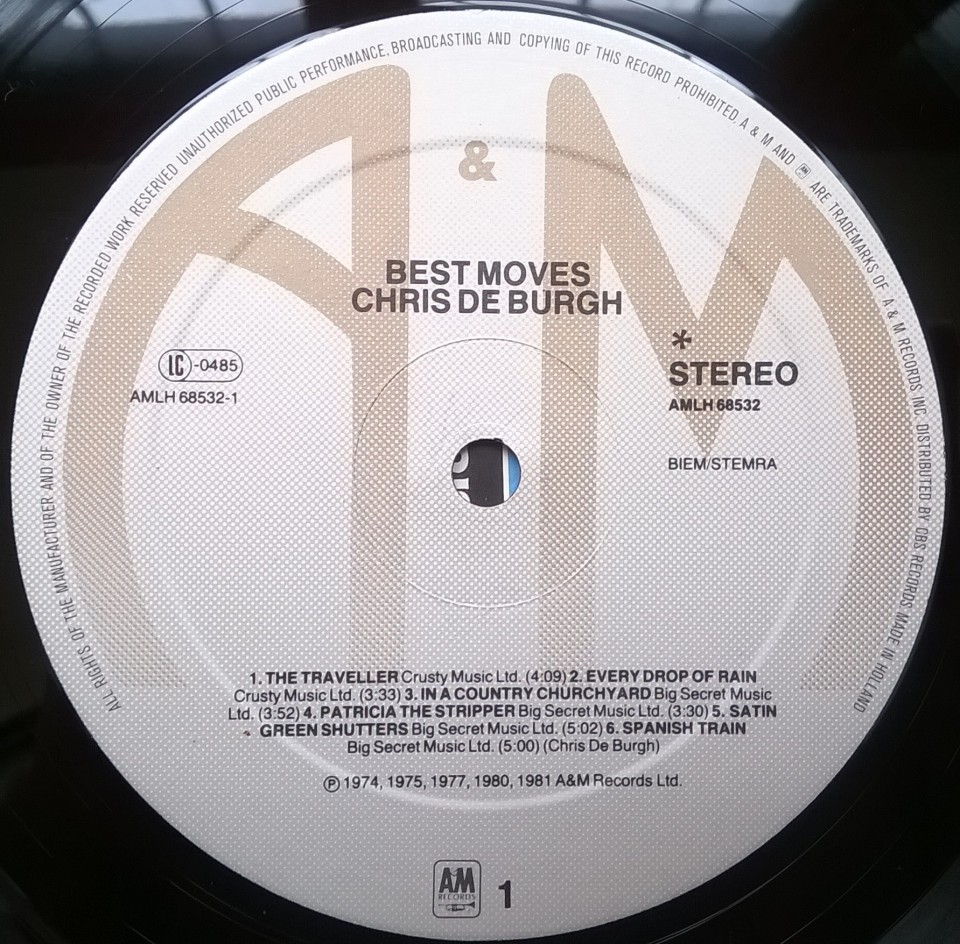 ALL RIGHTS OF THE MANUFACTURER AND OF THE OWNER OF THE RECORDED WORK RESERVED UNAUTHORIZED PUBLIC PERFORMANCE, BROADCASTING AND COPYING OF THIS RECORD PROHIBITED. A & M AND ARE TRADEMARKS OF A & M RECORDS INC. DISTRIBUTED BY CBS RECORDS MADE IN HOLLAND
A & M
BEST MOVES
CHRIS DE BURGH
LC-0485
AMLH 68532-1
*
STEREO
AMLH 68532
BIEM/STEMRA
1. THE TRAVELLER Crusty Music Ltd. (4:09) 2. EVERY DROP OF RAIN
Crusty Music Ltd. (3:33) 3. IN A COUNTRY CHURCHYARD Big Secret Music
Ltd. (3:52) 4. PATRICIA THE STRIPPER Big Secret Music Ltd. (3:30) 5. SATIN
GREEN SHUTTERS Big Secret Music Ltd. (5:02) 6. SPANISH TRAIN
Big Secret Music Ltd. (5:00) (Chris De Burgh)
℗ 1974, 1975, 1977, 1980, 1981 A&M Records Ltd.
AM
RECORDS
1